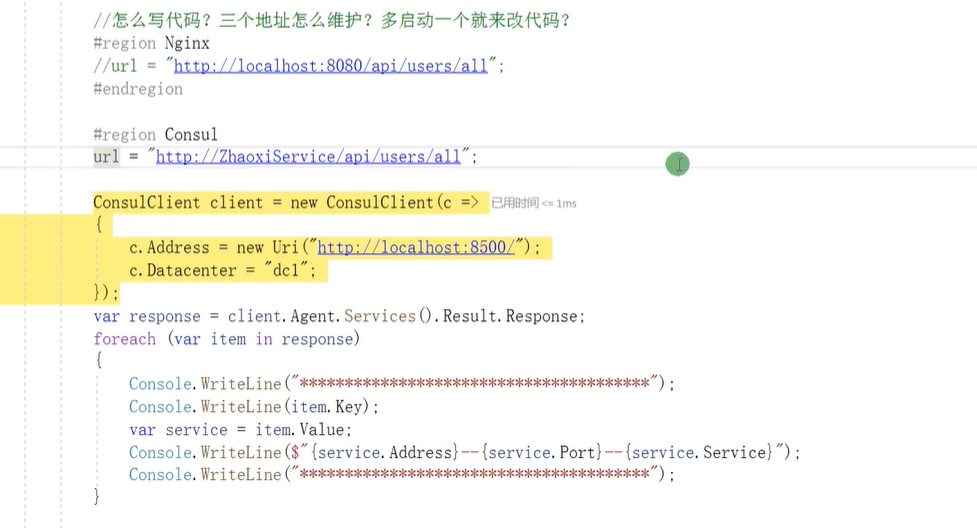 //怎么写代码？三个地址怎么维护？多启动一个就来改代码？
#region Nginx
//url = "http://localhost:8080/api/users/all";
#endregion
#region Consul
url = "http://ZhaoxiService/api/users/all";
ConsulClient client = new ConsulClient(c => 已用时间 <= 1ms
{
c.Address = new Uri("http://localhost:8500/");
c.Datacenter = "dc1";
});
var response = client.Agent.Services().Result.Response;
foreach (var item in response)
{
Console.WriteLine("***************************************");
Console.WriteLine(item.Key);
var service = item.Value;
Console.WriteLine($"{service.Address}--{service.Port}--{service.Service}");
Console.WriteLine("***************************************");
}